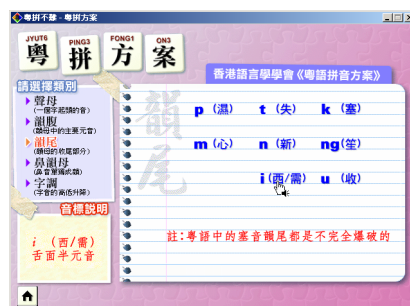 粵拼不難 - 粵拼方案
JYUT6 PING3 FONG1 ON3
粵 拼 方 案
香港語言學學會《粵語拼音方案》
請選擇類別
聲母
(一個字起頭的音)
韻腹
(韻母中的主要元音)
韻尾
(韻母的收尾部分)
鼻韻母
(鼻音單獨成韻)
字調
(字音的高低升降)
音標說明
i (西/需)
舌面半元音
韻尾
p (濕) t (失) k (塞)
m (心) n (新) ng (笙)
i (西/需) u (收)
註:粵語中的塞音韻尾都是不完全爆破的